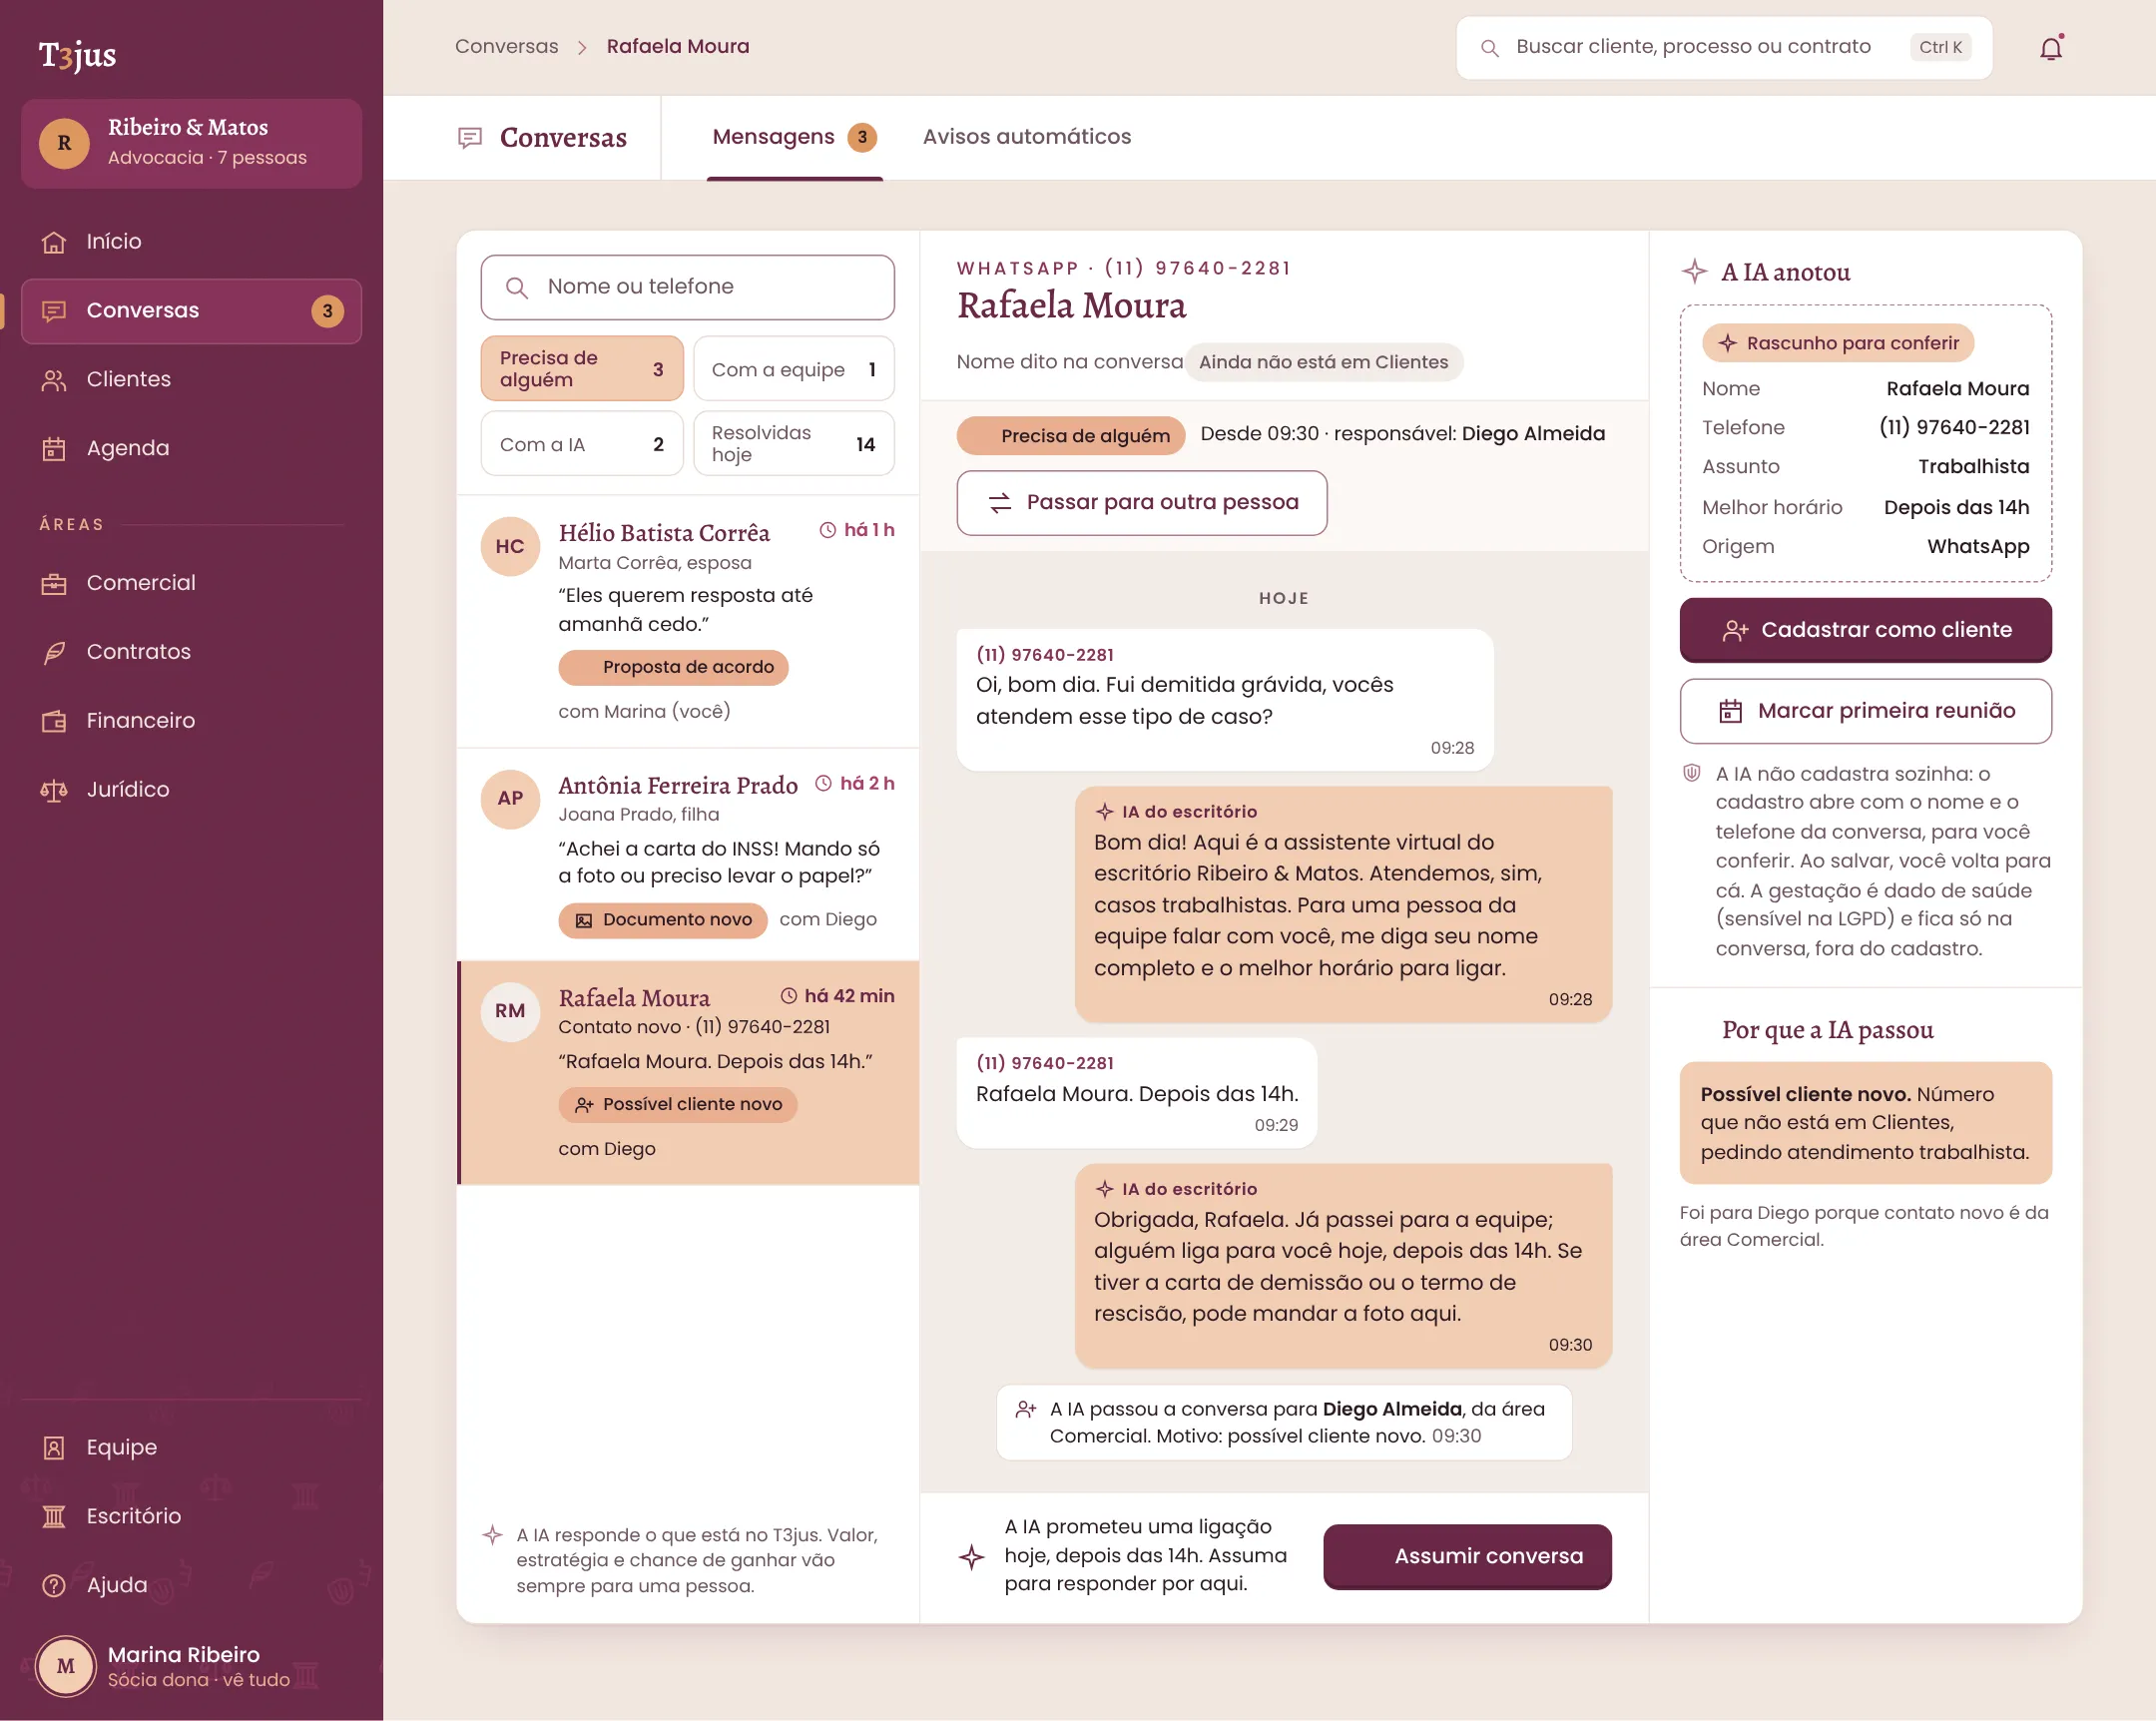 T3jus
R
Ribeiro & Matos
Advocacia · 7 pessoas
Início
Conversas 3
Clientes
Agenda
ÁREAS
Comercial
Contratos
Financeiro
Jurídico
Equipe
Escritório
Ajuda
M
Marina Ribeiro
Sócia dona · vê tudo
Conversas
Rafaela Moura
Buscar cliente, processo ou contrato
Ctrl K
Conversas
Mensagens 3
Avisos automáticos
Nome ou telefone
Precisa de
alguém
3
Com a equipe 1
Com a IA 2
Resolvidas
hoje
14
HC
Hélio Batista Corrêa
há 1 h
Marta Corrêa, esposa
“Eles querem resposta até
amanhã cedo.”
Proposta de acordo
com Marina (você)
AP
Antônia Ferreira Prado
há 2 h
Joana Prado, filha
“Achei a carta do INSS! Mando só
a foto ou preciso levar o papel?”
Documento novo
com Diego
RM
Rafaela Moura
há 42 min
Contato novo · (11) 97640-2281
“Rafaela Moura. Depois das 14h.”
Possível cliente novo
com Diego
A IA responde o que está no T3jus. Valor,
estratégia e chance de ganhar vão
sempre para uma pessoa.
WHATSAPP · (11) 97640-2281
Rafaela Moura
Nome dito na conversa
Ainda não está em Clientes
Precisa de alguém
Desde 09:30 · responsável: Diego Almeida
Passar para outra pessoa
HOJE
(11) 97640-2281
Oi, bom dia. Fui demitida grávida, vocês
atendem esse tipo de caso?
09:28
IA do escritório
Bom dia! Aqui é a assistente virtual do
escritório Ribeiro & Matos. Atendemos, sim,
casos trabalhistas. Para uma pessoa da
equipe falar com você, me diga seu nome
completo e o melhor horário para ligar.
09:28
(11) 97640-2281
Rafaela Moura. Depois das 14h.
09:29
IA do escritório
Obrigada, Rafaela. Já passei para a equipe;
alguém liga para você hoje, depois das 14h. Se
tiver a carta de demissão ou o termo de
rescisão, pode mandar a foto aqui.
09:30
A IA passou a conversa para Diego Almeida, da área
Comercial. Motivo: possível cliente novo. 09:30
A IA prometeu uma ligação
hoje, depois das 14h. Assuma
para responder por aqui.
Assumir conversa
A IA anotou
Rascunho para conferir
Nome Rafaela Moura
Telefone (11) 97640-2281
Assunto Trabalhista
Melhor horário Depois das 14h
Origem WhatsApp
Cadastrar como cliente
Marcar primeira reunião
A IA não cadastra sozinha: o
cadastro abre com o nome e o
telefone da conversa, para você
conferir. Ao salvar, você volta para
cá. A gestação é dado de saúde
(sensível na LGPD) e fica só na
conversa, fora do cadastro.
Por que a IA passou
Possível cliente novo. Número
que não está em Clientes,
pedindo atendimento trabalhista.
Foi para Diego porque contato novo é da
área Comercial.